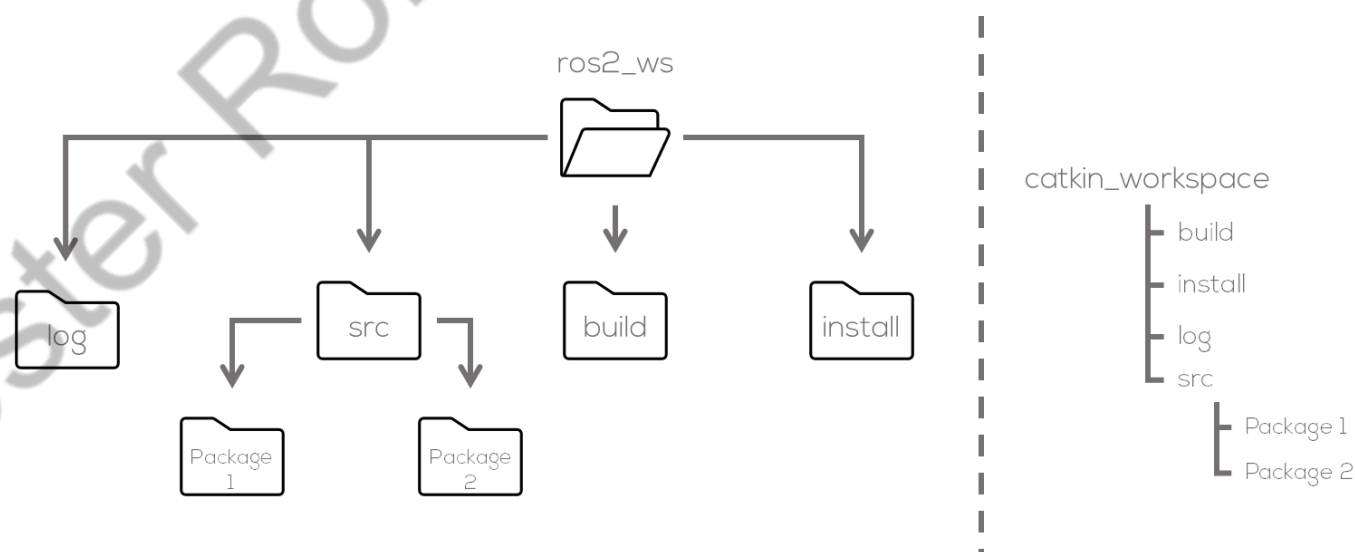 ros2_ws
log
src
build
install
Package
1
Package
2
catkin_workspace
build
install
log
src
Package 1
Package 2